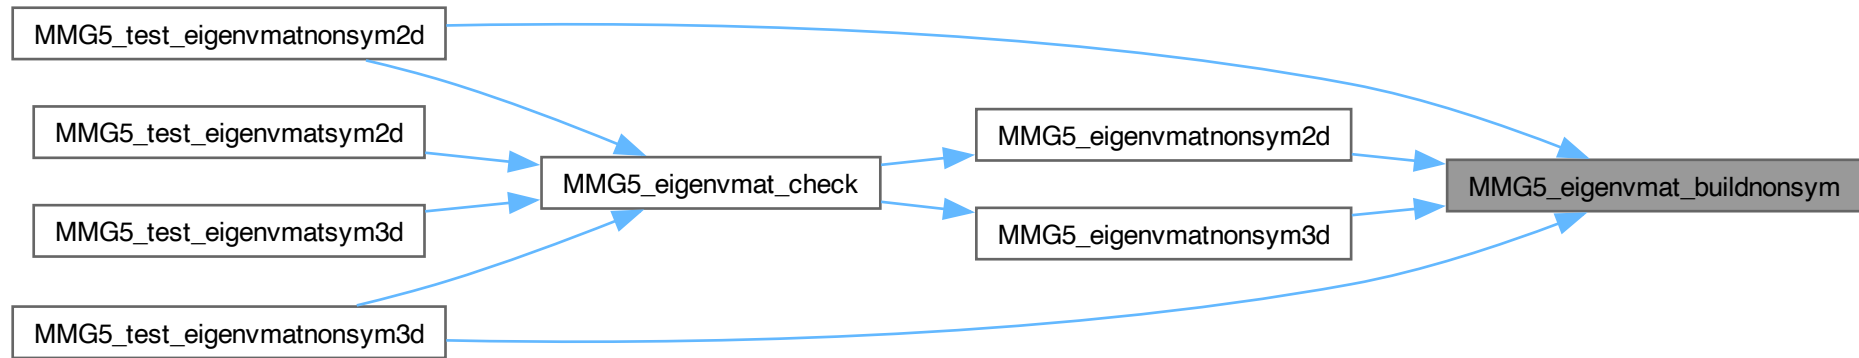 MMG5_test_eigenvmatnonsym2d
MMG5_test_eigenvmatsym2d
MMG5_test_eigenvmatsym3d
MMG5_test_eigenvmatnonsym3d
MMG5_eigenvmat_check
MMG5_eigenvmatnonsym2d
MMG5_eigenvmatnonsym3d
MMG5_eigenvmat_buildnonsym